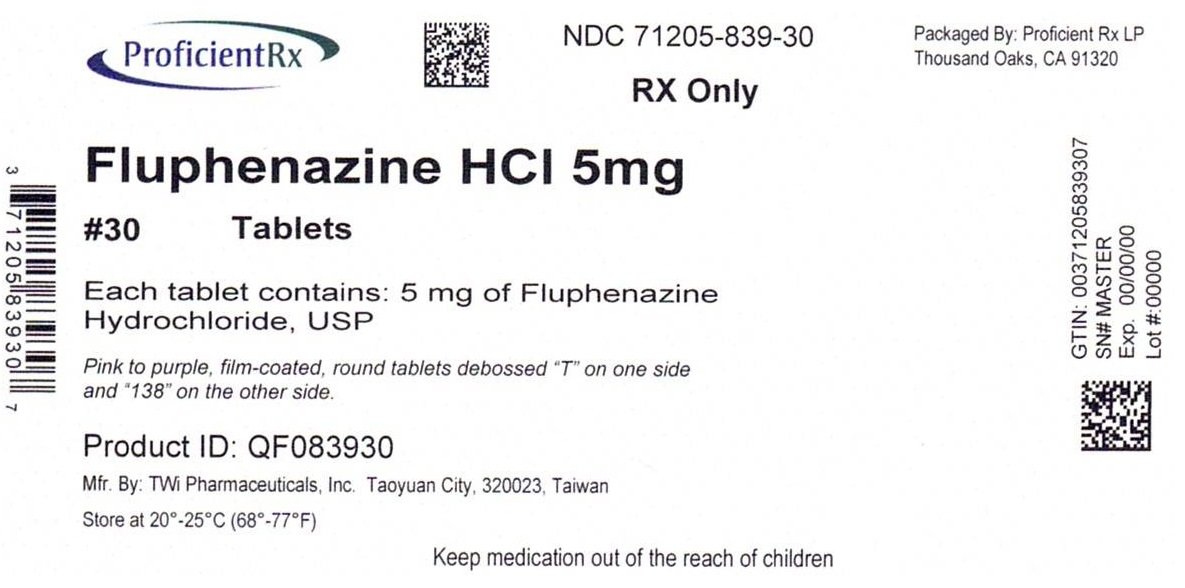 ProficientRx
NDC 71205-839-30
RX Only
Packaged By: Proficient Rx LP
Thousand Oaks, CA 91320
Fluphenazine HCl 5mg
#30 Tablets
Each tablet contains: 5 mg of Fluphenazine
Hydrochloride, USP
Pink to purple, film-coated, round tablets debossed “T” on one side
and “138” on the other side.
Product ID: QF083930
Mfr. By: TWi Pharmaceuticals, Inc. Taoyuan City, 320023, Taiwan
Store at 20°-25°C (68°-77°F)
Keep medication out of the reach of children
3 71205 83930 7
GTIN: 00371205839307
SN# MASTER
Exp. 00/00/00
Lot #:00000